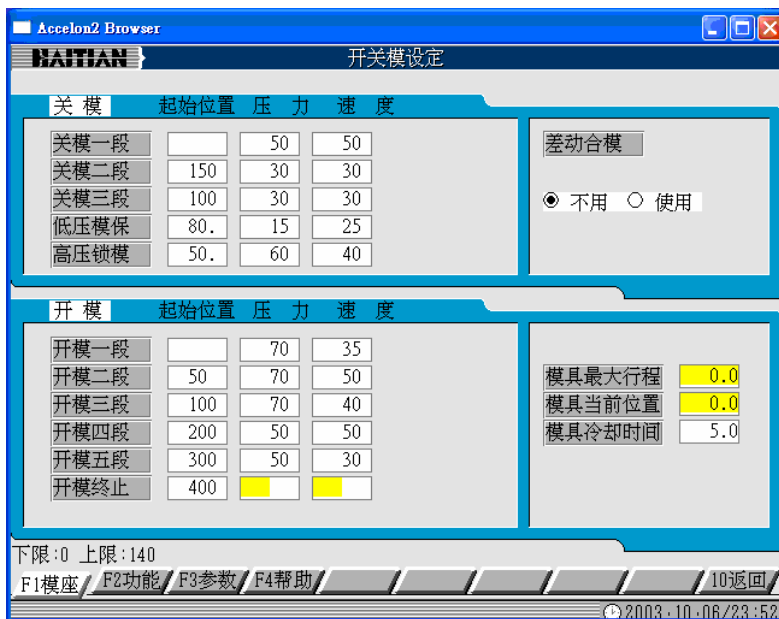 Accelon2 Browser
HAITIAN 开关模设定
关 模 起始位置 压 力 速 度
关模一段 50 50
关模二段 150 30 30
关模三段 100 30 30
低压模保 80. 15 25
高压锁模 50. 60 40
差动合模
不用 使用
开 模 起始位置 压 力 速 度
开模一段 70 35
开模二段 50 70 50
开模三段 100 70 40
开模四段 200 50 50
开模五段 300 50 30
开模终止 400
模具最大行程 0.0
模具当前位置 0.0
模具冷却时间 5.0
下限:0 上限:140
F1模座 F2功能 F3参数 F4帮助 10返回
2003.10.06/23:52